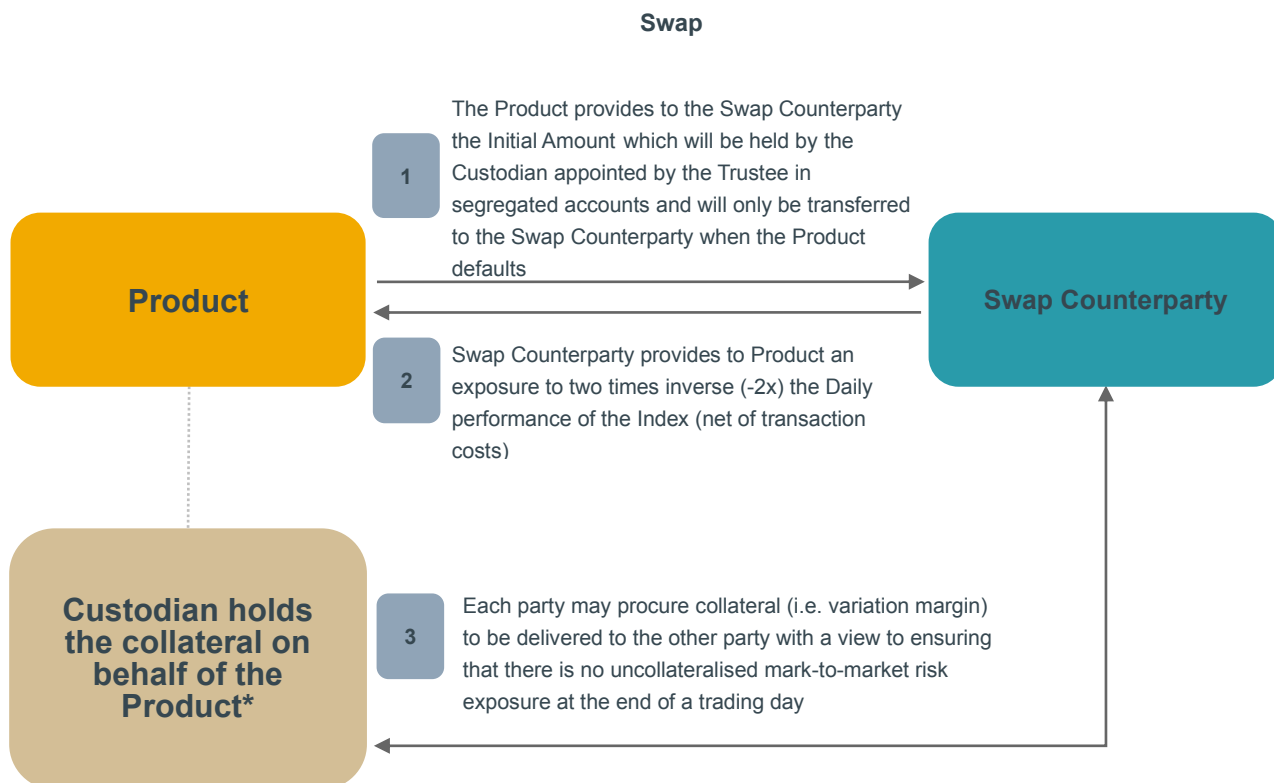 Swap
The Product provides to the Swap Counterparty
the Initial Amount which will be held by the
Custodian appointed by the Trustee in
segregated accounts and will only be transferred
to the Swap Counterparty when the Product
defaults
1
Product
Swap Counterparty
2
Swap Counterparty provides to Product an
exposure to two times inverse (-2x) the Daily
performance of the Index (net of transaction
costs)
Custodian holds
the collateral on
behalf of the
Product*
3
Each party may procure collateral (i.e. variation margin)
to be delivered to the other party with a view to ensuring
that there is no uncollateralised mark-to-market risk
exposure at the end of a trading day